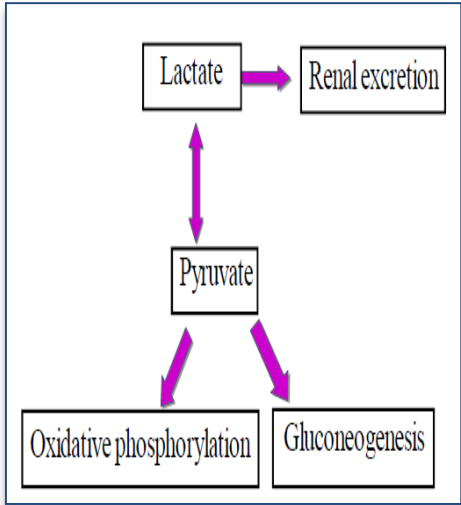 Lactate
Renal excretion
Pyruvate
Oxidative phosphorylation
Gluconeogenesis